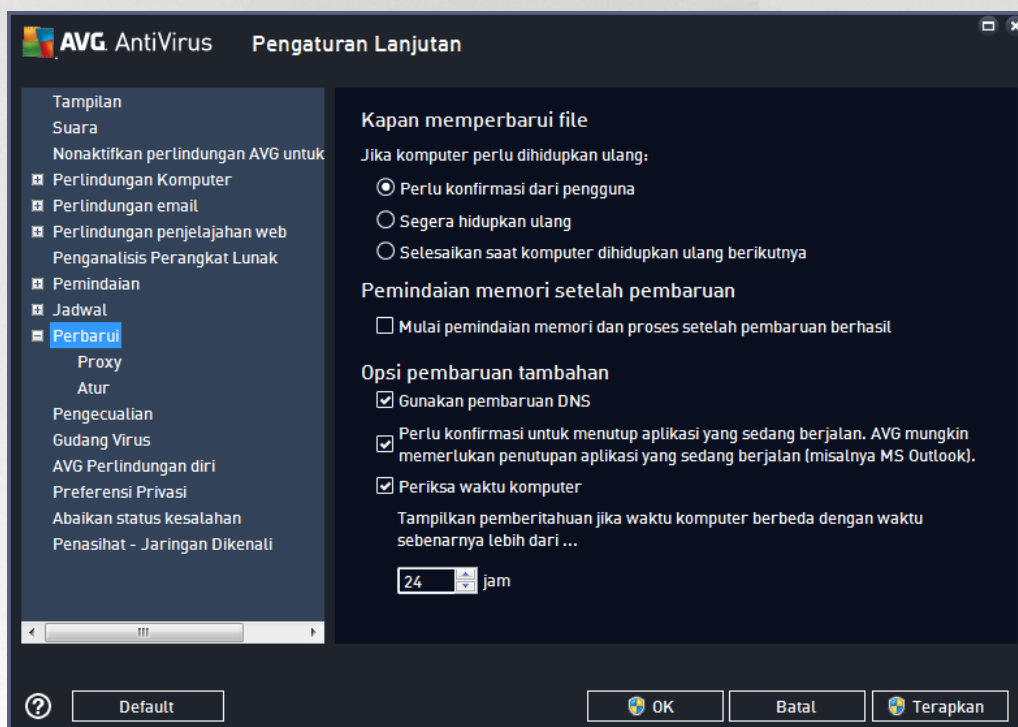 AVG. AntiVirus
Pengaturan Lanjutan
Tampilan
Suara
Nonaktifkan perlindungan AVG untuk
Perlindungan Komputer
Perlindungan email
Perlindungan penjelajahan web
Penganalisis Perangkat Lunak
Pemindaian
Jadwal
Perbarui
Proxy
Atur
Pengecualian
Gudang Virus
AVG Perlindungan diri
Preferensi Privasi
Abaikan status kesalahan
Penasihat - Jaringan Dikenali
Kapan memperbarui file
Jika komputer perlu dihidupkan ulang:
Perlu konfirmasi dari pengguna
Segera hidupkan ulang
Selesaikan saat komputer dihidupkan ulang berikutnya
Pemindaian memori setelah pembaruan
Mulai pemindaian memori dan proses setelah pembaruan berhasil
Opsi pembaruan tambahan
Gunakan pembaruan DNS
Perlu konfirmasi untuk menutup aplikasi yang sedang berjalan. AVG mungkin
memerlukan penutupan aplikasi yang sedang berjalan (misalnya MS Outlook).
Periksa waktu komputer
Tampilkan pemberitahuan jika waktu komputer berbeda dengan waktu
sebenarnya lebih dari ...
24 jam
Default
OK
Batal
Terapkan